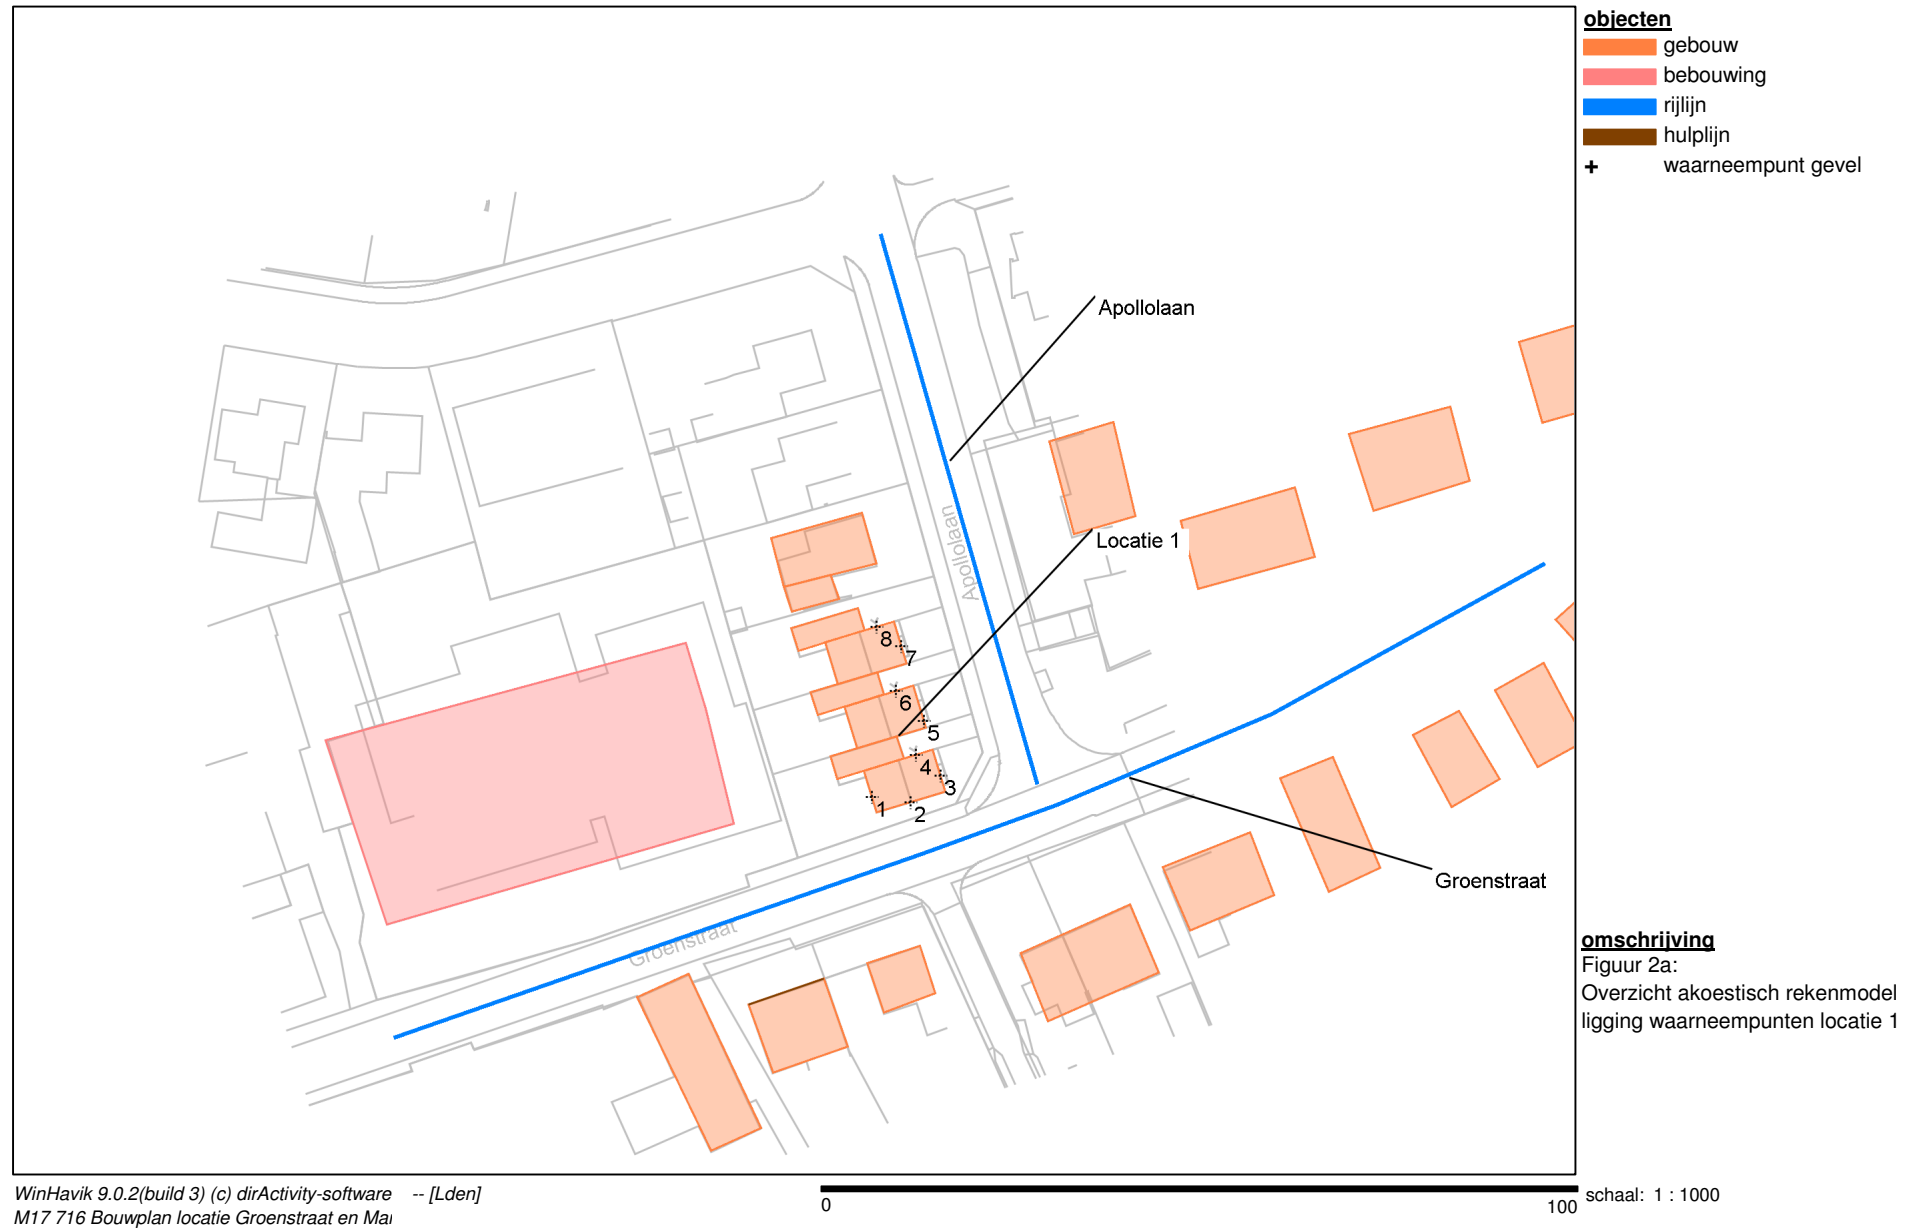 objecten
gebouw
bebouwing
rijlijn
hulplijn
+ waarneempunt gevel
Apollolaan
Apollolaan
Locatie 1
8
7
6
5
4
3
1
2
Groenstraat
Groenstraat
omschrijving
Figuur 2a:
Overzicht akoestisch rekenmodel
ligging waarneempunten locatie 1
WinHavik 9.0.2(build 3) (c) dirActivity-software -- [Lden]
M17 716 Bouwplan locatie Groenstraat en Mai
0
100
schaal: 1 : 1000